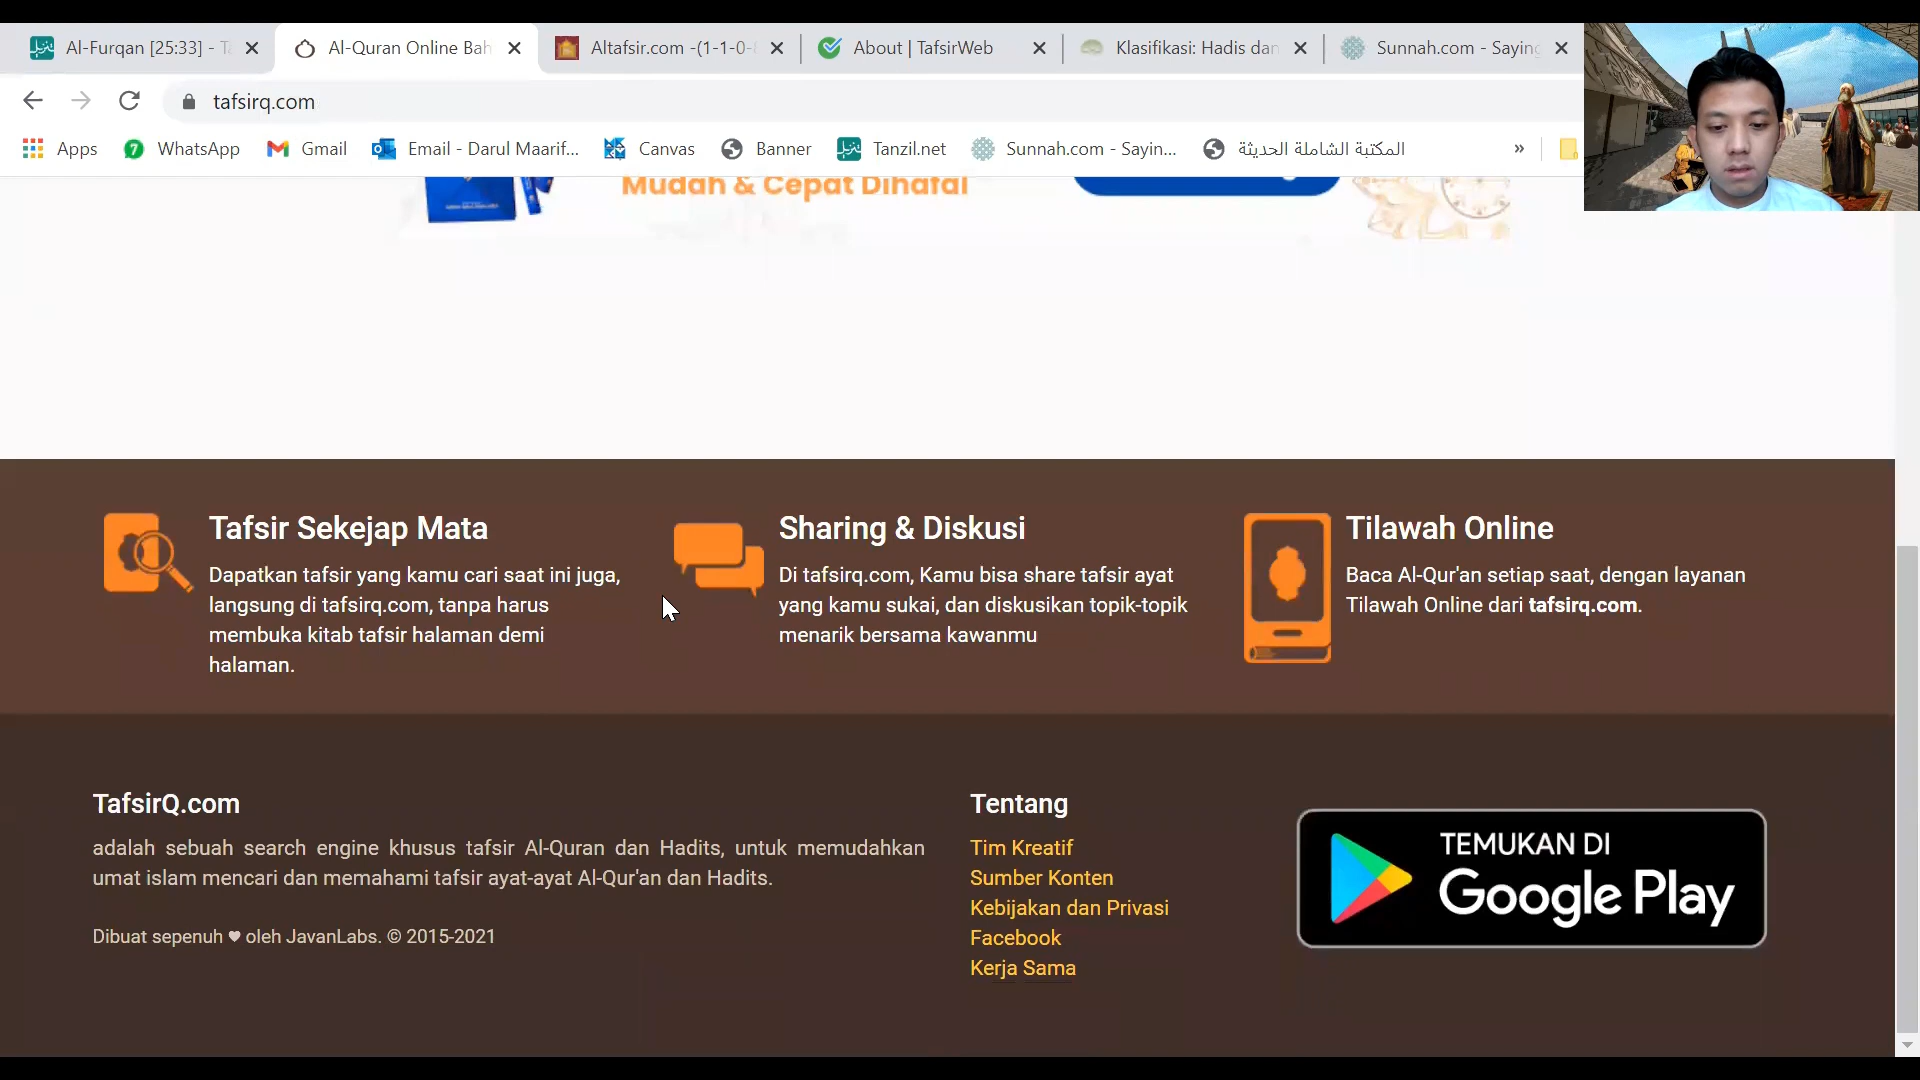 Al-Furqan [25:33] - Ta
Al-Quran Online Bah
Altafsir.com -(1-1-0-
About | TafsirWeb
Klasifikasi: Hadis dan
Sunnah.com - Saying
tafsirq.com
Apps
7
WhatsApp
Gmail
Email - Darul Maarif...
Canvas
Banner
Tanzil.net
Sunnah.com - Sayin...
المكتبة الشاملة الحديثة
»
Mudah & Cepat Dihafal
Tafsir Sekejap Mata
Dapatkan tafsir yang kamu cari saat ini juga,
langsung di tafsirq.com, tanpa harus
membuka kitab tafsir halaman demi
halaman.
Sharing & Diskusi
Di tafsirq.com, Kamu bisa share tafsir ayat
yang kamu sukai, dan diskusikan topik-topik
menarik bersama kawanmu
Tilawah Online
Baca Al-Qur'an setiap saat, dengan layanan
Tilawah Online dari tafsirq.com.
TafsirQ.com
adalah sebuah search engine khusus tafsir Al-Quran dan Hadits, untuk memudahkan
umat islam mencari dan memahami tafsir ayat-ayat Al-Qur'an dan Hadits.
Dibuat sepenuh ♥ oleh JavanLabs. © 2015-2021
Tentang
Tim Kreatif
Sumber Konten
Kebijakan dan Privasi
Facebook
Kerja Sama
TEMUKAN DI
Google Play